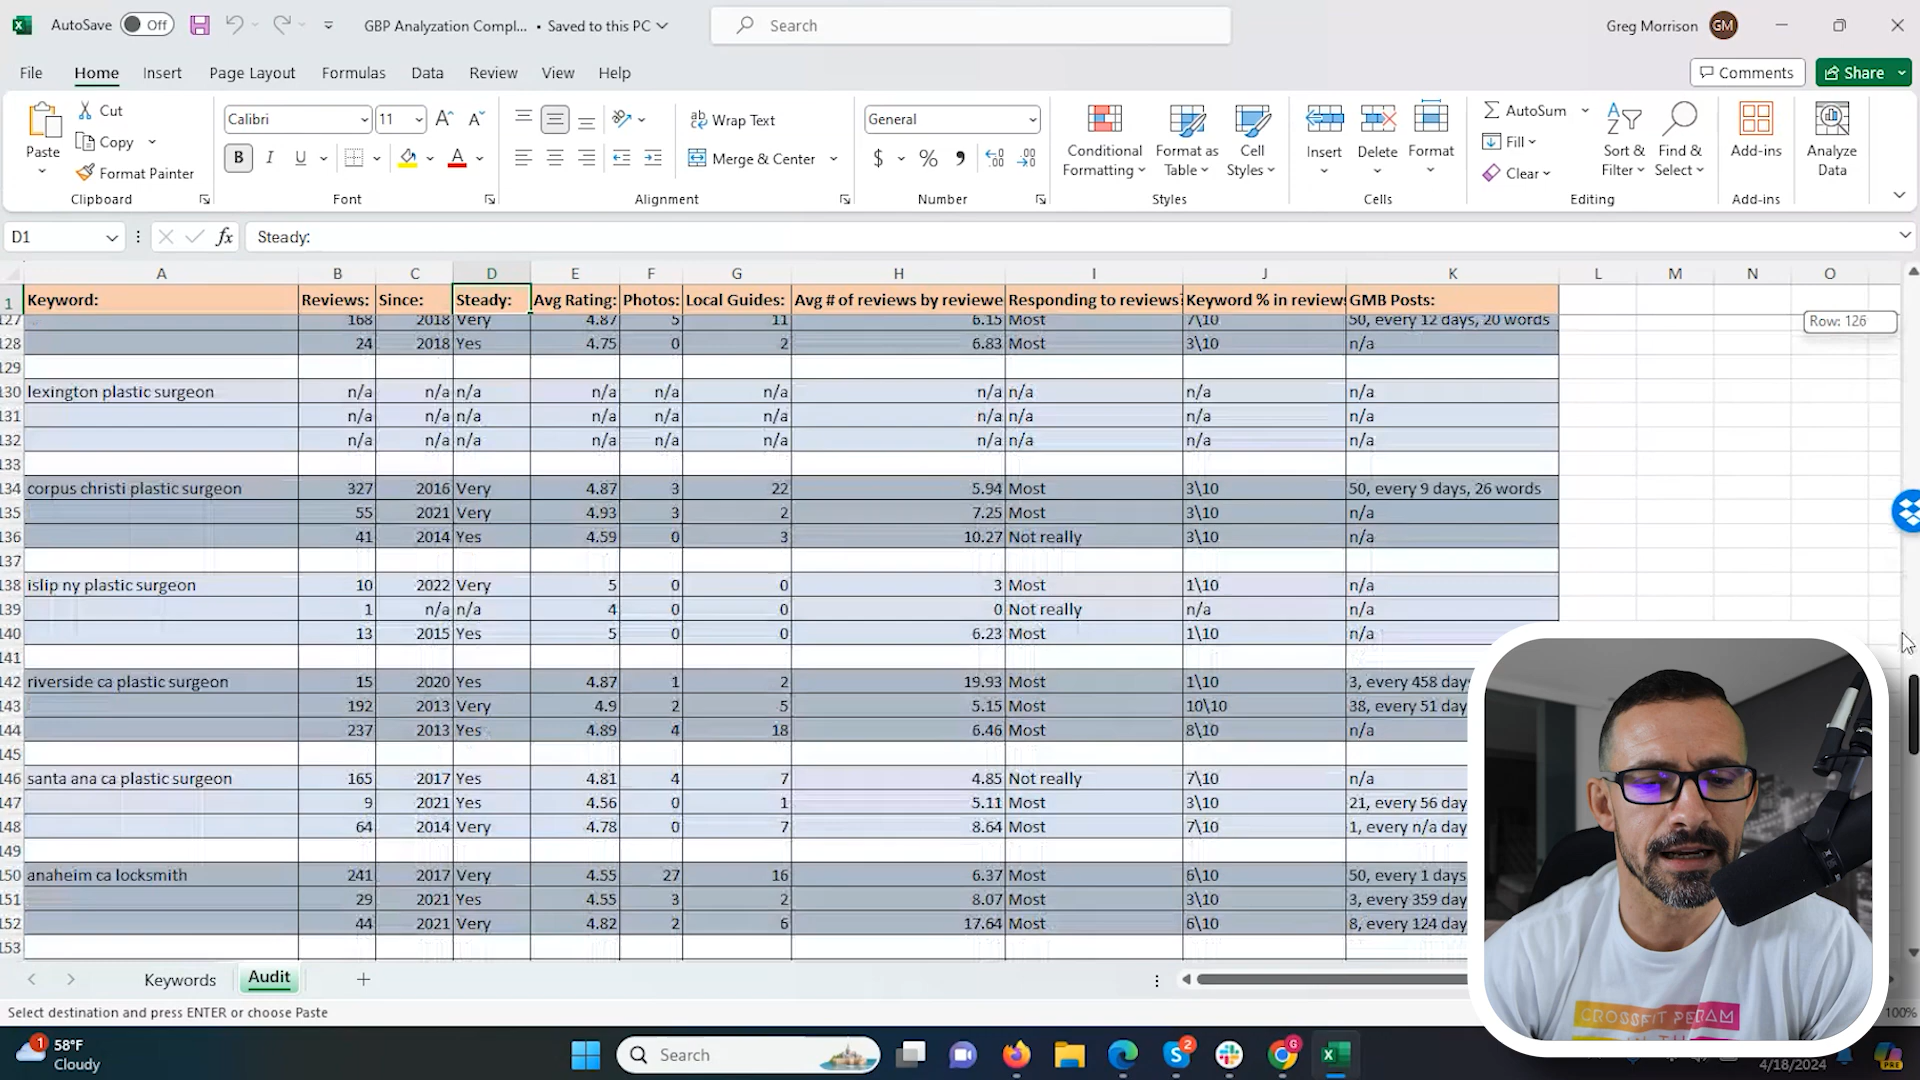 AutoSave Off GBP Analyzation Compl... • Saved to this PC Search Greg Morrison GM
File Home Insert Page Layout Formulas Data Review View Help Comments Share
Paste Cut Copy Format Painter Clipboard
Calibri 11 B I U A Font
ab Wrap Text Merge & Center Alignment
General $ % , Number
Conditional Formatting Format as Table Cell Styles Styles
Insert Delete Format Cells
AutoSum Fill Clear Sort & Filter Find & Select Editing
Add-ins Add-ins Analyze Data
D1 fx Steady:
A B C D E F G H I J K L M N O
1 Keyword: Reviews: Since: Steady: Avg Rating: Photos: Local Guides: Avg # of reviews by reviewe Responding to reviews: Keyword % in review: GMB Posts:
127 168 2018 Very 4.87 5 11 6.15 Most 7\10 50, every 12 days, 20 words Row: 126
128 24 2018 Yes 4.75 0 2 6.83 Most 3\10 n/a
129
130 lexington plastic surgeon n/a n/a n/a n/a n/a n/a n/a n/a n/a n/a
131 n/a n/a n/a n/a n/a n/a n/a n/a n/a n/a
132 n/a n/a n/a n/a n/a n/a n/a n/a n/a n/a
133
134 corpus christi plastic surgeon 327 2016 Very 4.87 3 22 5.94 Most 3\10 50, every 9 days, 26 words
135 55 2021 Very 4.93 3 2 7.25 Most 3\10 n/a
136 41 2014 Yes 4.59 0 3 10.27 Not really 3\10 n/a
137
138 islip ny plastic surgeon 10 2022 Very 5 0 0 3 Most 1\10 n/a
139 1 n/a n/a 4 0 0 0 Not really n/a n/a
140 13 2015 Yes 5 0 0 6.23 Most 1\10 n/a
141
142 riverside ca plastic surgeon 15 2020 Yes 4.87 1 2 19.93 Most 1\10 3, every 458 day
143 192 2013 Very 4.9 2 5 5.15 Most 10\10 38, every 51 day
144 237 2013 Yes 4.89 4 18 6.46 Most 8\10 n/a
145
146 santa ana ca plastic surgeon 165 2017 Yes 4.81 4 7 4.85 Not really 7\10 n/a
147 9 2021 Yes 4.56 0 1 5.11 Most 3\10 21, every 56 day
148 64 2014 Very 4.78 0 7 8.64 Most 7\10 1, every n/a day
149
150 anaheim ca locksmith 241 2017 Very 4.55 27 16 6.37 Most 6\10 50, every 1 days
151 29 2021 Yes 4.55 3 2 8.07 Most 3\10 3, every 359 day
152 44 2021 Very 4.82 2 6 17.64 Most 6\10 8, every 124 day
153
Keywords Audit +
Select destination and press ENTER or choose Paste 100%
CROSSFIT PERAM
IN THE
1 58°F
Cloudy
Search 2 G 4/18/2024 PRE